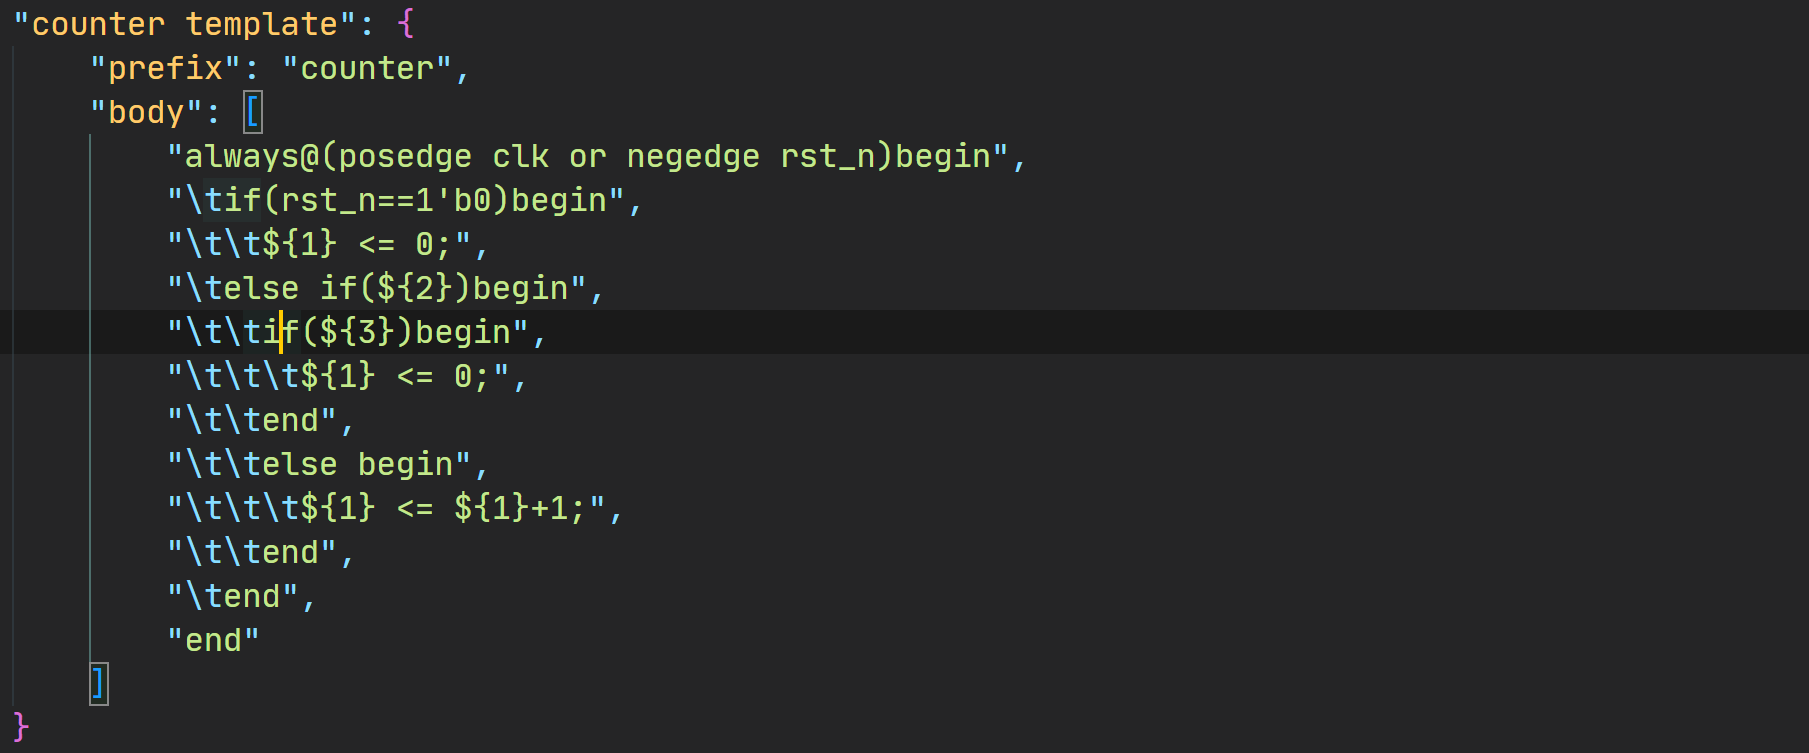 "counter template": {
    "prefix": "counter",
    "body": [
        "always@(posedge clk or negedge rst_n)begin",
        "\tif(rst_n==1'b0)begin",
        "\t\t${1} <= 0;",
        "\telse if(${2})begin",
        "\t\tif(${3})begin",
        "\t\t\t${1} <= 0;",
        "\t\tend",
        "\t\telse begin",
        "\t\t\t${1} <= ${1}+1;",
        "\t\tend",
        "\tend",
        "end"
    ]
}